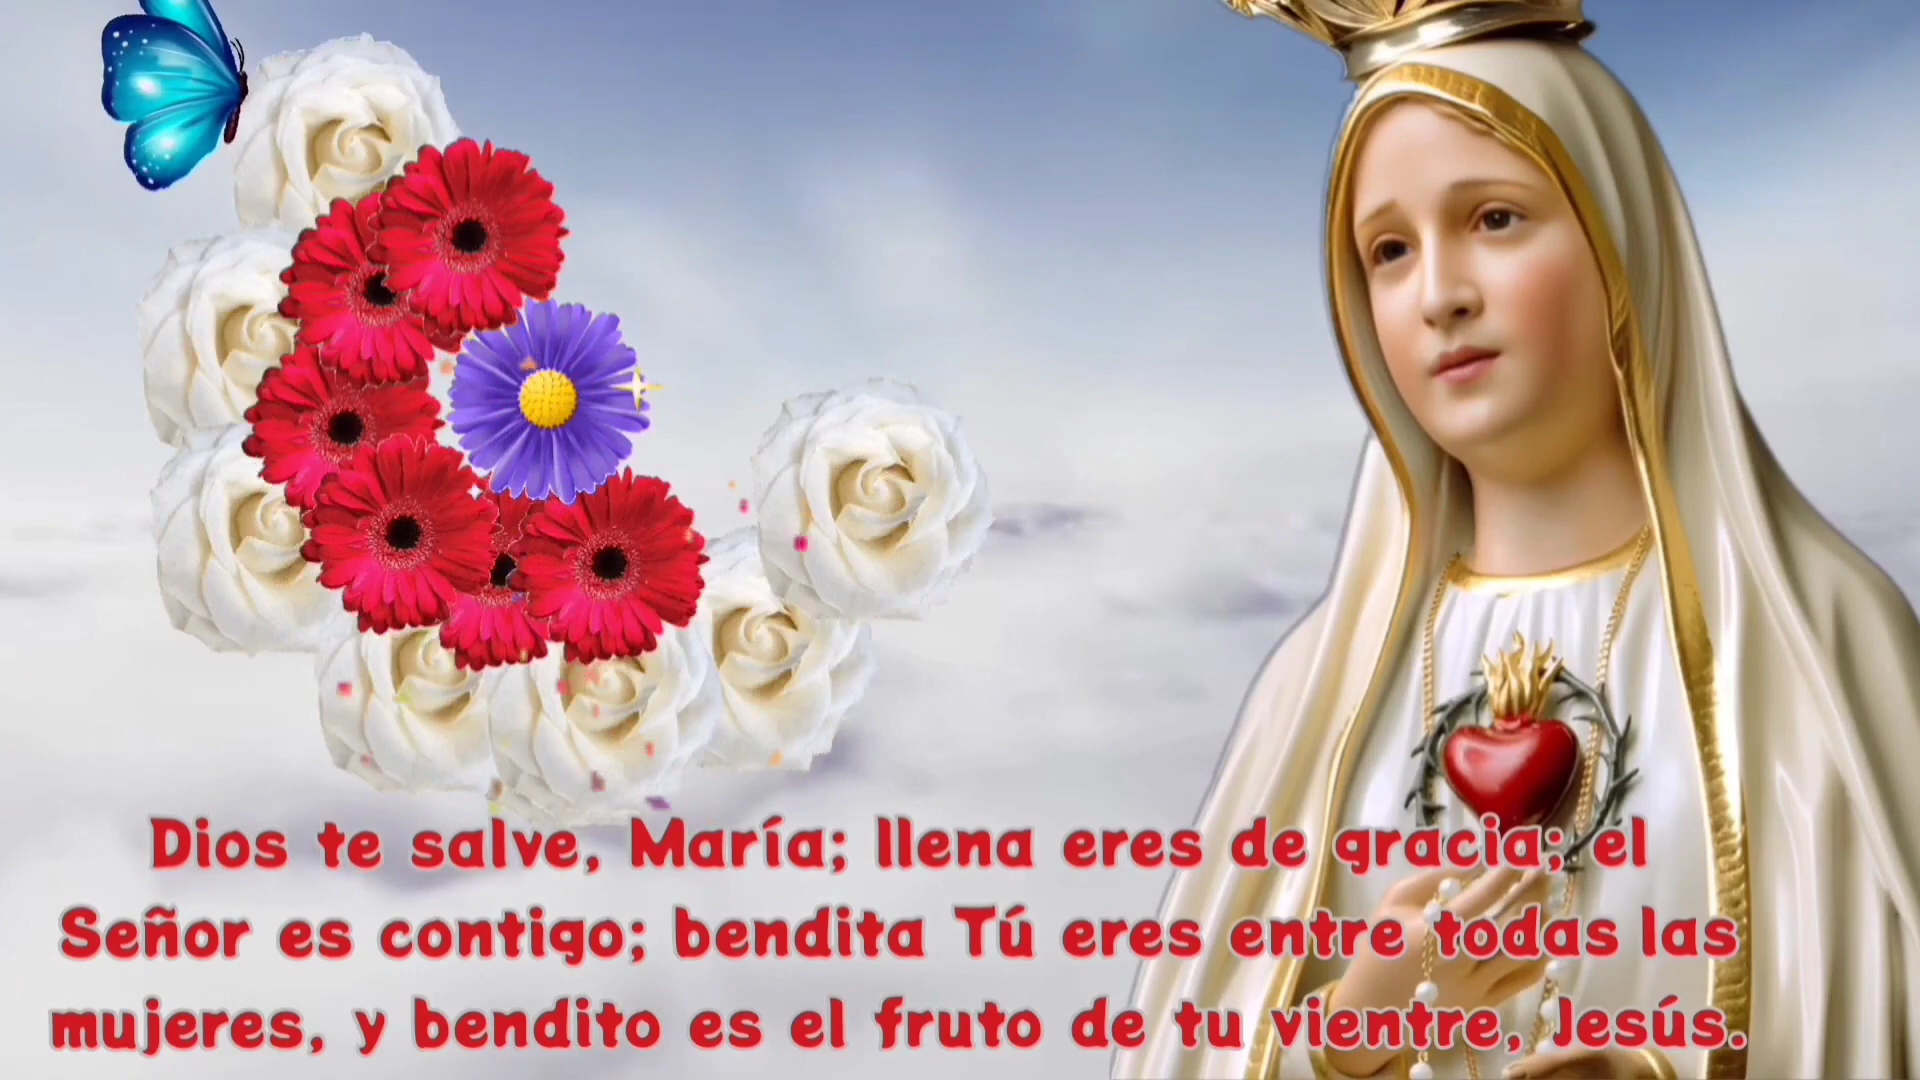 Dios te salve, María; llena eres de gracia; el
Señor es contigo; bendita Tú eres entre todas las
mujeres, y bendito es el fruto de tu vientre, Jesús.